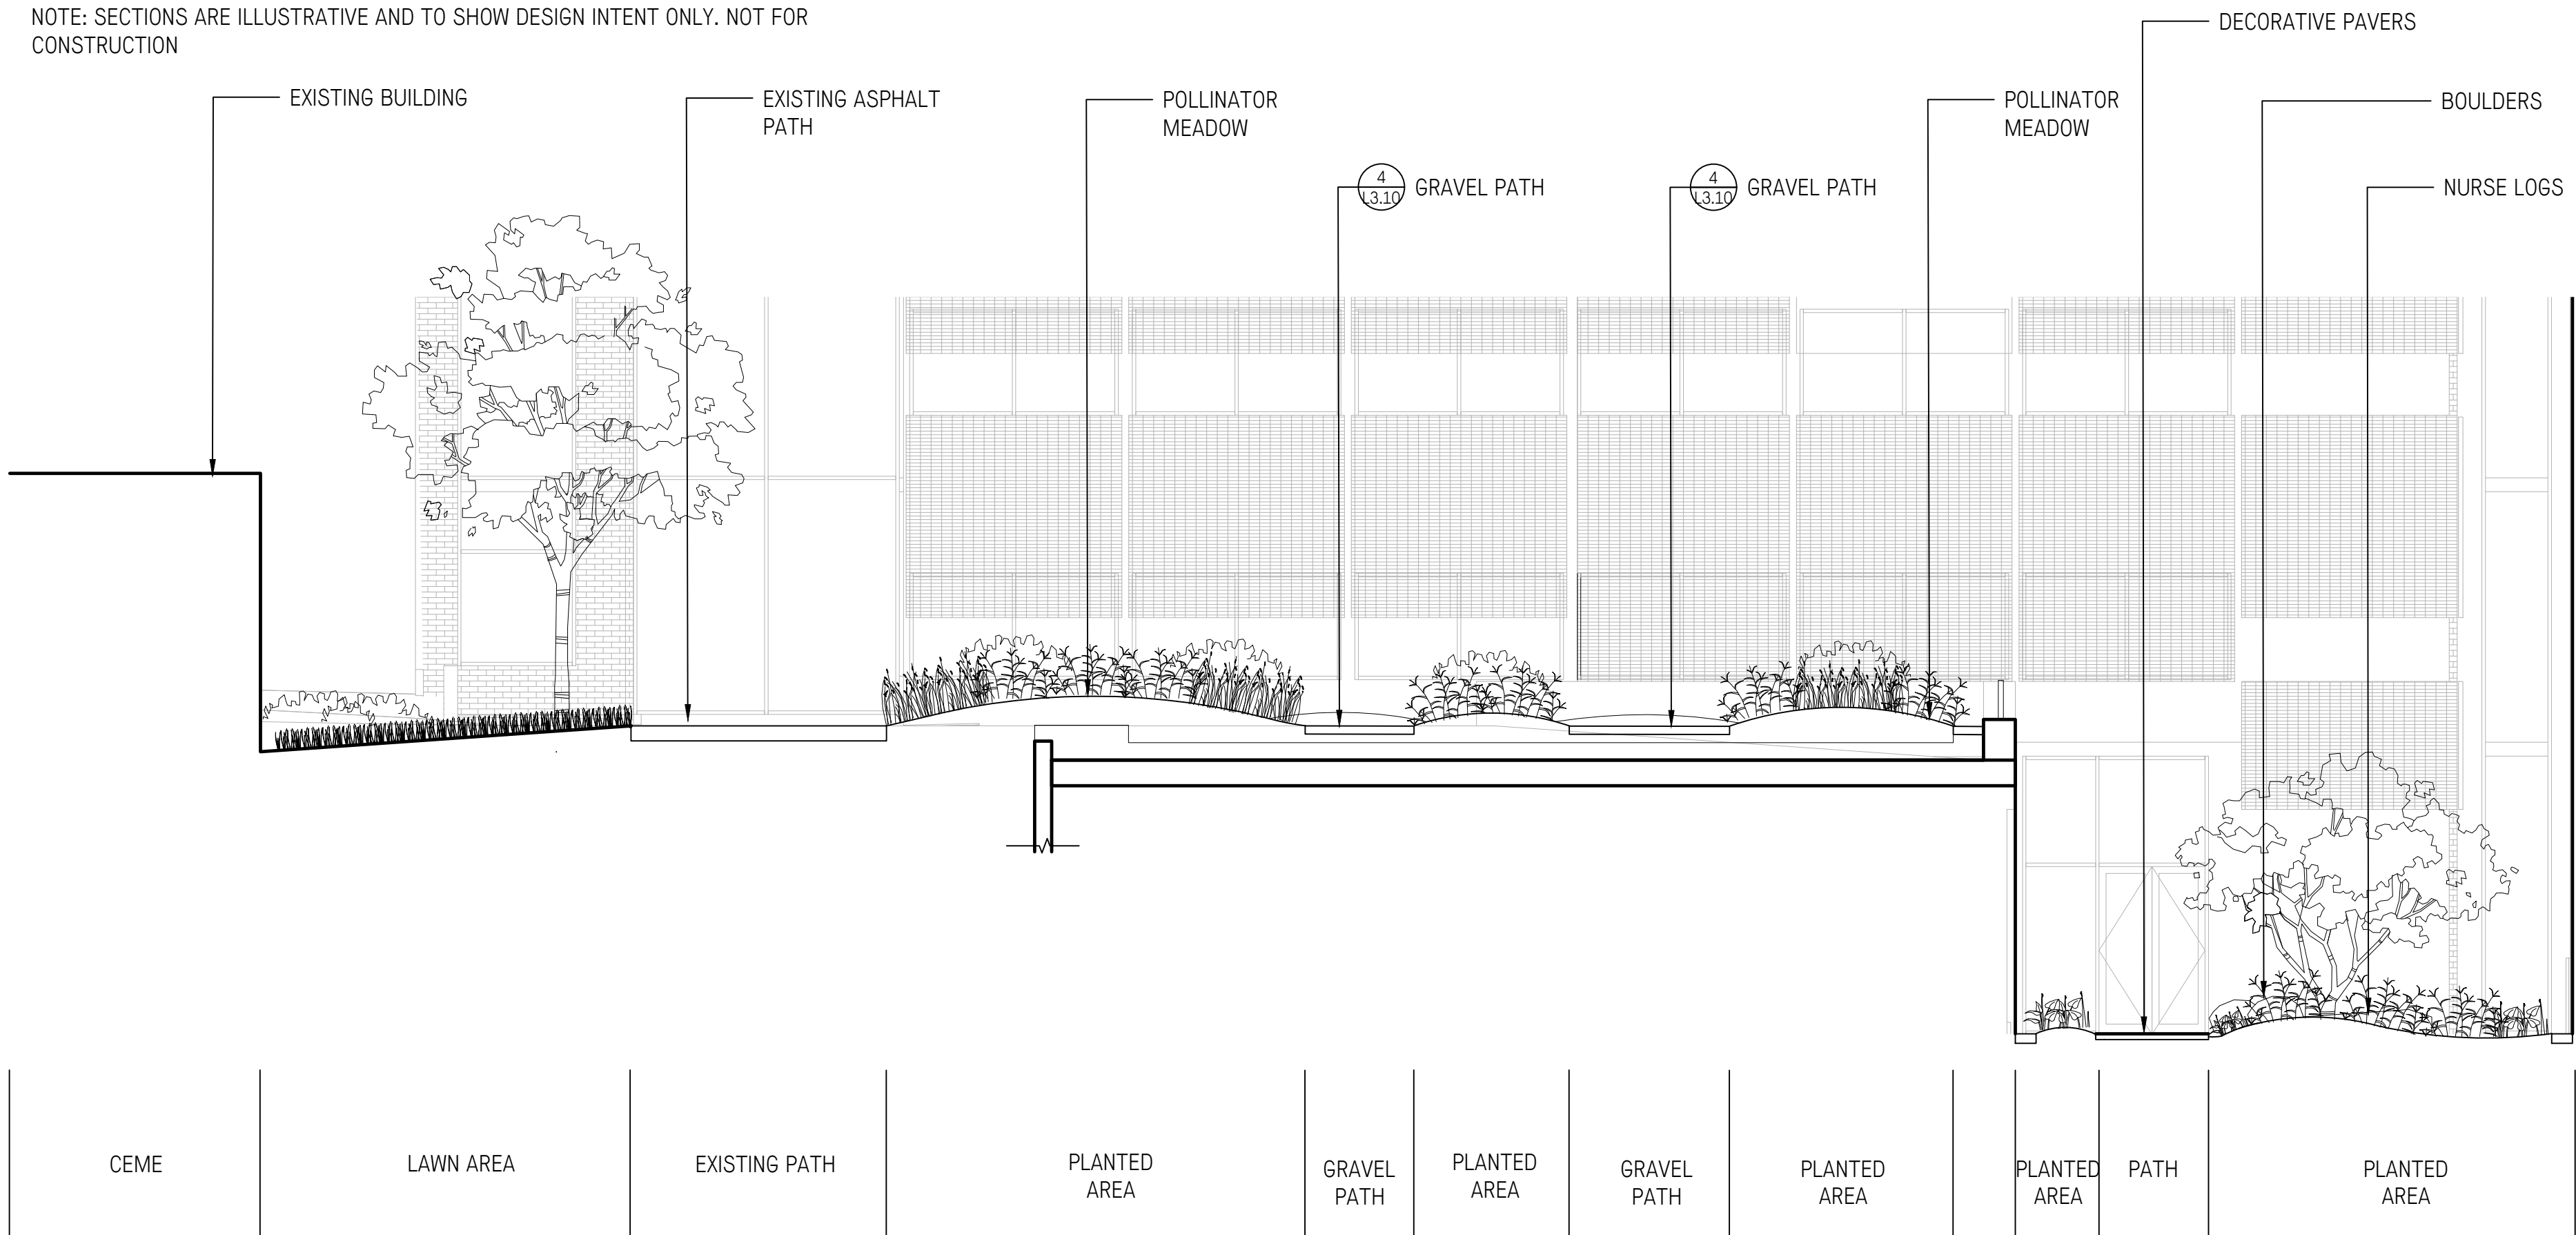 NOTE: SECTIONS ARE ILLUSTRATIVE AND TO SHOW DESIGN INTENT ONLY. NOT FOR
CONSTRUCTION
DECORATIVE PAVERS
EXISTING BUILDING
EXISTING ASPHALT
PATH
POLLINATOR
MEADOW
POLLINATOR
MEADOW
BOULDERS
4
L3.10
GRAVEL PATH
4
L3.10
GRAVEL PATH
NURSE LOGS
CEME
LAWN AREA
EXISTING PATH
PLANTED
AREA
GRAVEL
PATH
PLANTED
AREA
GRAVEL
PATH
PLANTED
AREA
PLANTED
AREA
PATH
PLANTED
AREA